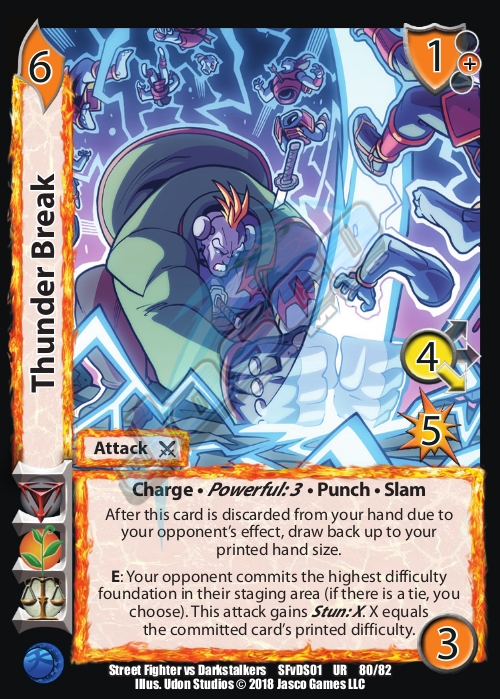 6
1
+
Thunder Break
4
5
Attack
Charge • Powerful: 3 • Punch • Slam
After this card is discarded from your hand due to
your opponent's effect, draw back up to your
printed hand size.
E: Your opponent commits the highest difficulty
foundation in their staging area (if there is a tie, you
choose). This attack gains Stun: X. X equals
the committed card's printed difficulty.
3
Street Fighter vs Darkstalkers SFvDS01 UR 80/82
Illus. Udon Studios © 2018 Jasco Games LLC